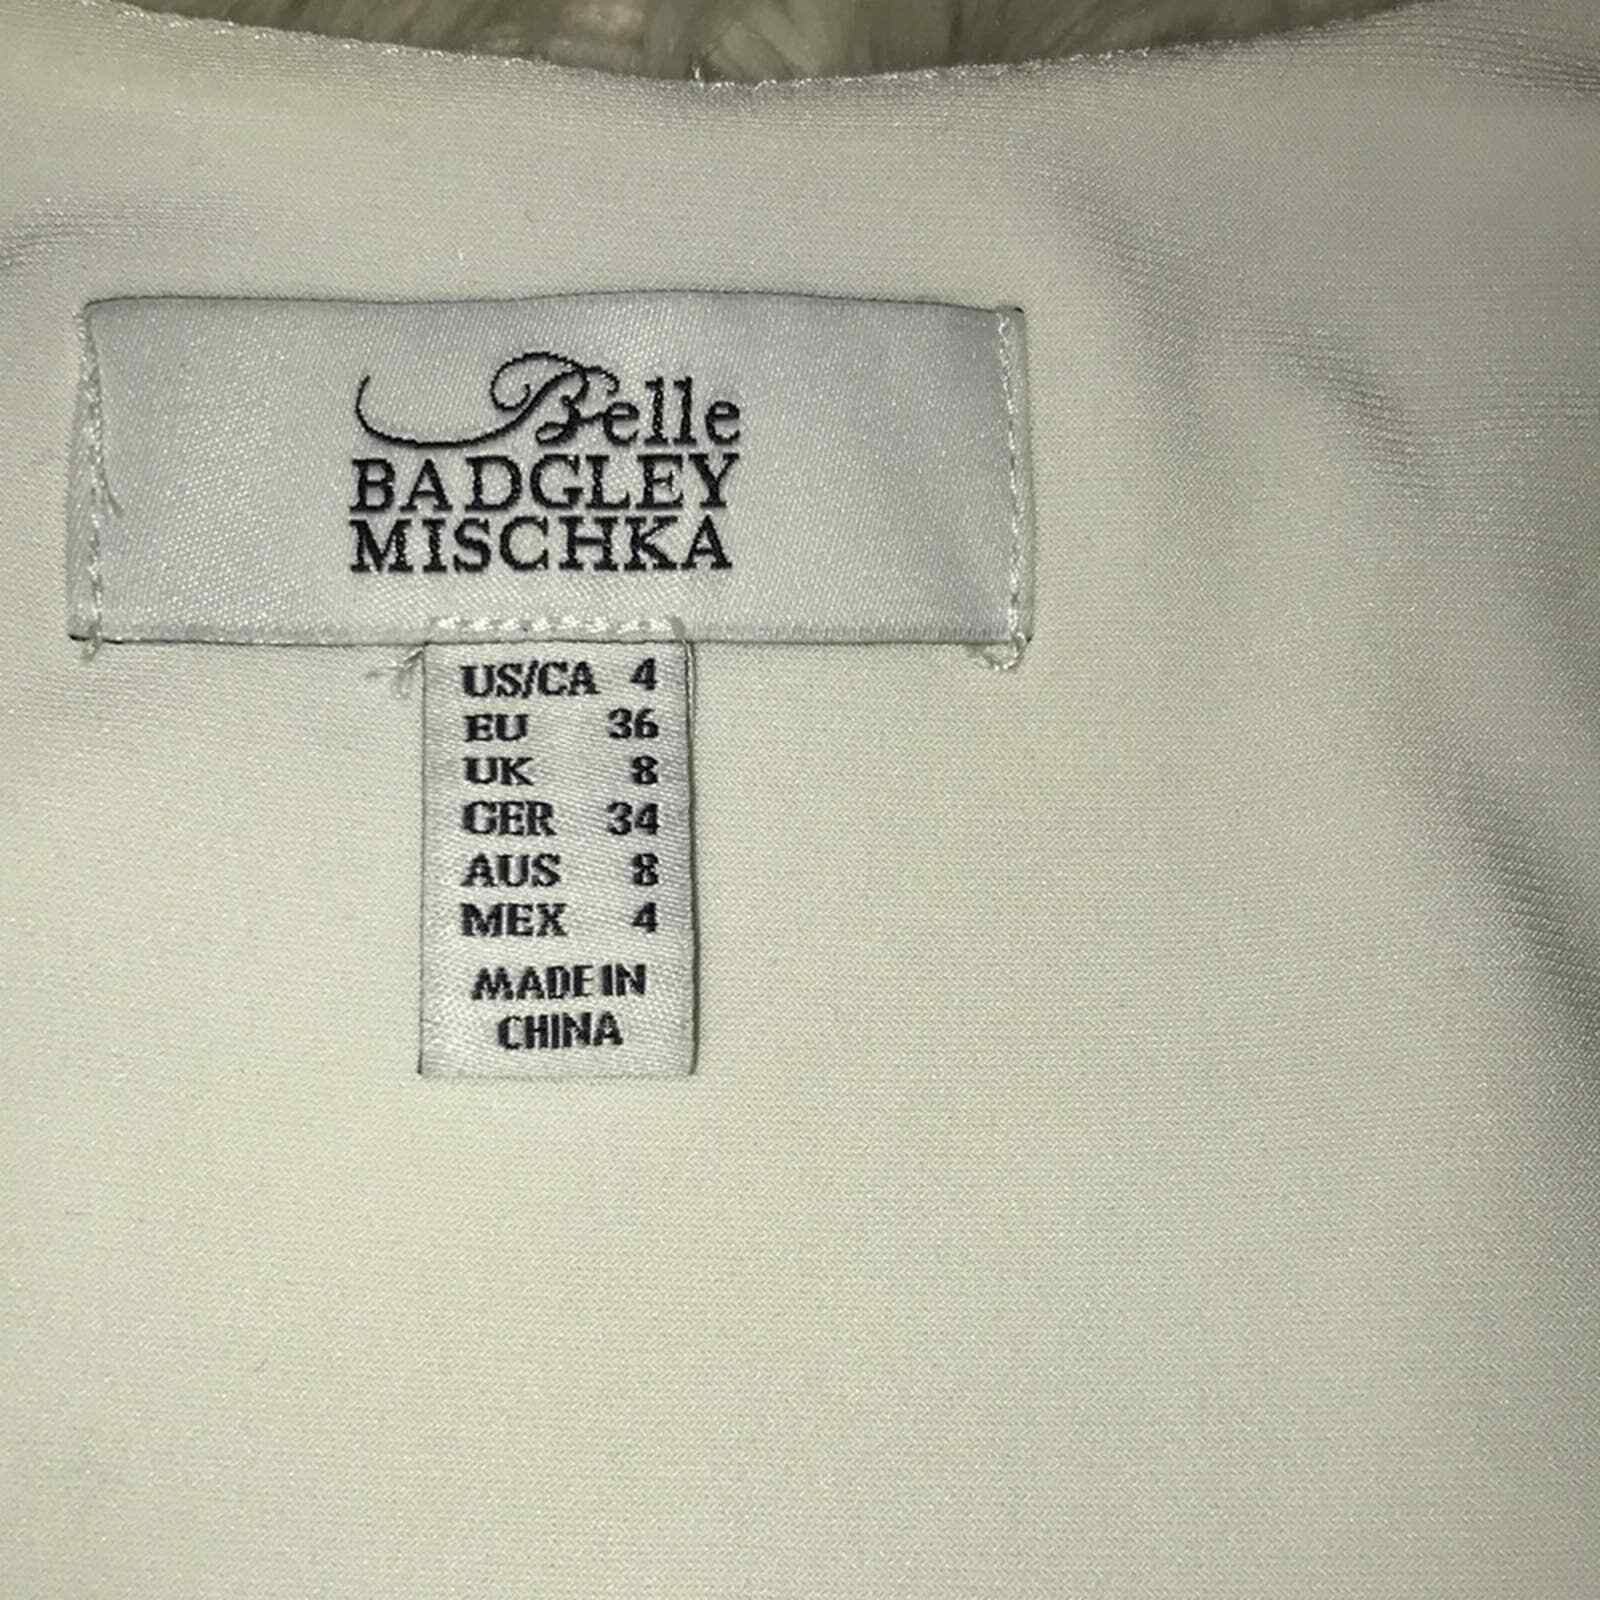 Belle
BADGLEY
MISCHKA
US/CA 4
EU 36
UK 8
GER 34
AUS 8
MEX 4
MADE IN
CHINA